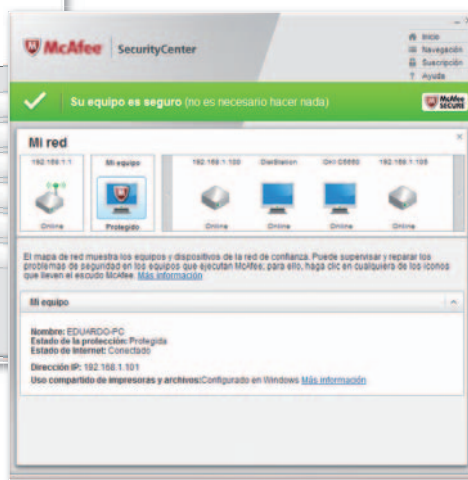 McAfee | SecurityCenter
Inicio
Navegación
Suscripción
? Ayuda
Su equipo es seguro (no es necesario hacer nada)
McAfee SECURE
Mi red
192.168.1.1 Mi equipo 192.168.1.100 DiskStation 192.168.1.105
Online Protegido Online Online Online Online
El mapa de red muestra los equipos y dispositivos de la red de confianza. Puede supervisar y reparar los
problemas de seguridad en los equipos que ejecutan McAfee; para ello, haga clic en cualquiera de los iconos
que lleven el escudo McAfee. Más información
Mi equipo
Nombre: EDUARDO-PC
Estado de la protección: Protegida
Estado de Internet: Conectado
Dirección IP: 192.168.1.101
Uso compartido de impresoras y archivos:Configurado en Windows Más información